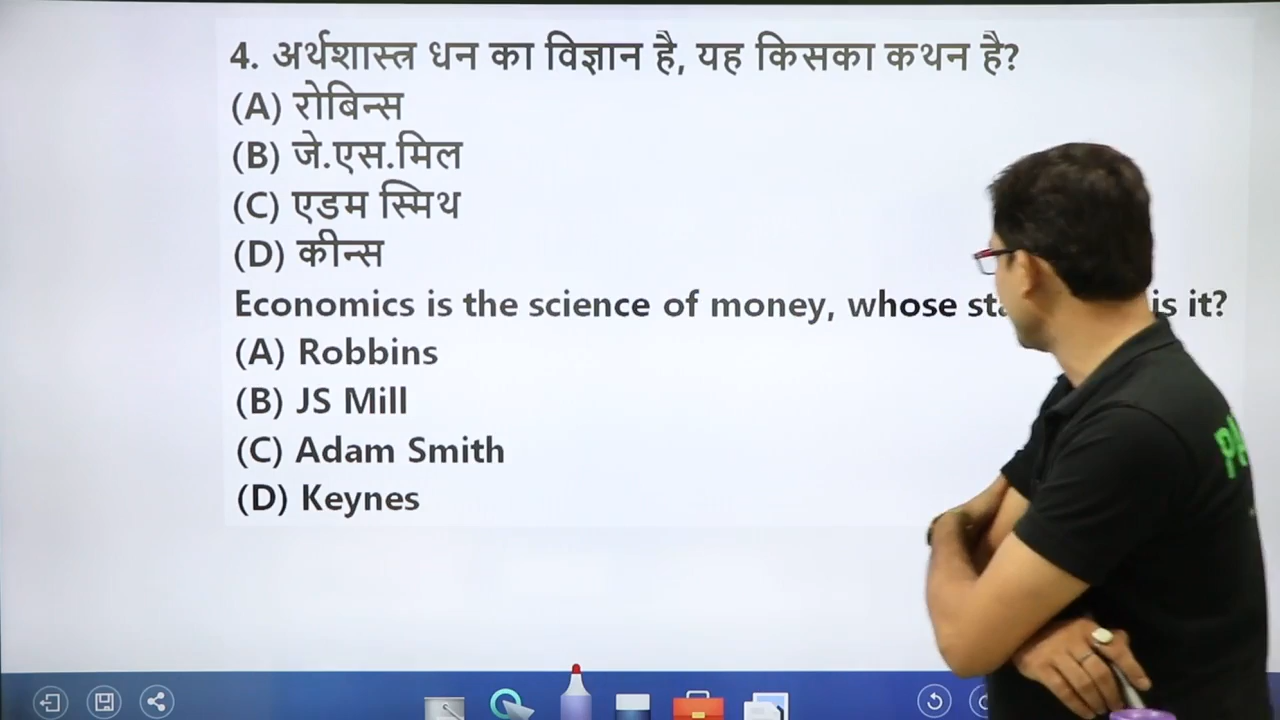 4. अर्थशास्त्र धन का विज्ञान है, यह किसका कथन है?
(A) रोबिन्स
(B) जे.एस.मिल
(C) एडम स्मिथ
(D) कीन्स
Economics is the science of money, whose is it?
(A) Robbins
(B) JS Mill
(C) Adam Smith
(D) Keynes